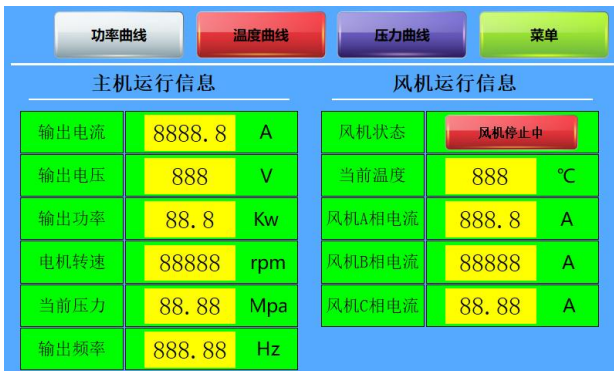 功率曲线 温度曲线 压力曲线 菜单
主机运行信息
输出电流 8888.8 A
输出电压 888 V
输出功率 88.8 Kw
电机转速 88888 rpm
当前压力 88.88 Mpa
输出频率 888.88 Hz
风机运行信息
风机状态 风机停止中
当前温度 888 ℃
风机A相电流 888.8 A
风机B相电流 88888 A
风机C相电流 88.88 A